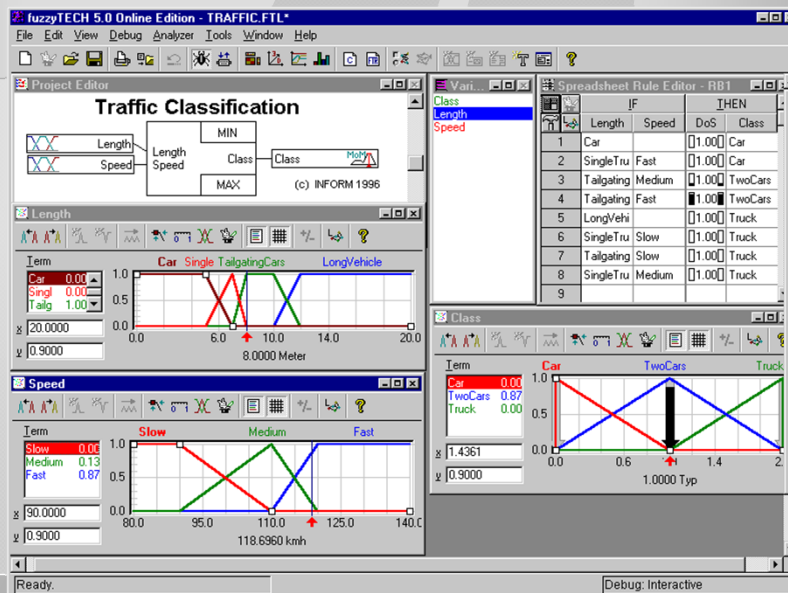 fuzzyTECH 5.0 Online Edition - TRAFFIC.FTL*
File Edit View Debug Analyzer Tools Window Help
Project Editor
Traffic Classification
Length
Speed
MIN
Length
Speed
Class
MAX
Class
MoM
(c) INFORM 1996
Vari...
Class
Length
Speed
Spreadsheet Rule Editor - RB1
IF THEN
Length Speed DoS Class
1 Car [1.00] Car
2 SingleTru Fast [1.00] Car
3 Tailgating Medium [1.00] TwoCars
4 Tailgating Fast [1.00] TwoCars
5 LongVehi [1.00] Truck
6 SingleTru Slow [1.00] Truck
7 Tailgating Slow [1.00] Truck
8 SingleTru Medium [1.00] Truck
9
Length
Term
Car 0.00
Singl 0.00
Tailg 1.00
x 20.0000
y 0.9000
Car Single TailgatingCars LongVehicle
1.0
0.5
0.0
0.0 6.0 10.0 14.0 20.0
8.0000 Meter
Speed
Term
Slow 0.00
Medium 0.13
Fast 0.87
x 90.0000
y 0.9000
Slow Medium Fast
1.0
0.5
0.0
80.0 95.0 110.0 125.0 140.0
118.6960 kmh
Class
Term
Car 0.00
TwoCars 0.87
Truck 0.00
x 1.4361
y 0.9000
Car TwoCars Truck
1.0
0.5
0.0
0.0 0.6 1.4 2.
1.0000 Typ
Ready.
Debug: Interactive